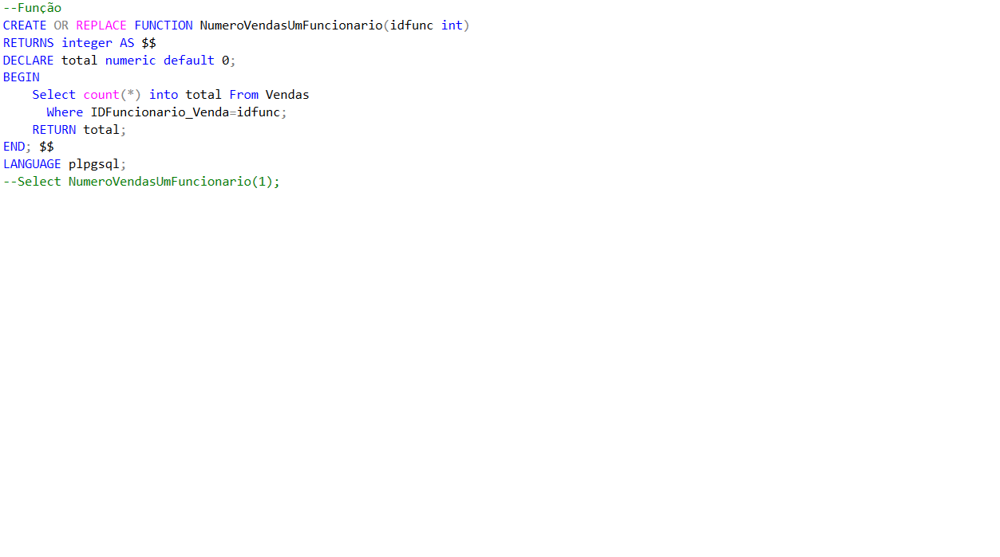 --Função
CREATE OR REPLACE FUNCTION NumeroVendasUmFuncionario(idfunc int)
RETURNS integer AS $$
DECLARE total numeric default 0;
BEGIN
    Select count(*) into total From Vendas
      Where IDFuncionario_Venda=idfunc;
    RETURN total;
END; $$
LANGUAGE plpgsql;
--Select NumeroVendasUmFuncionario(1);